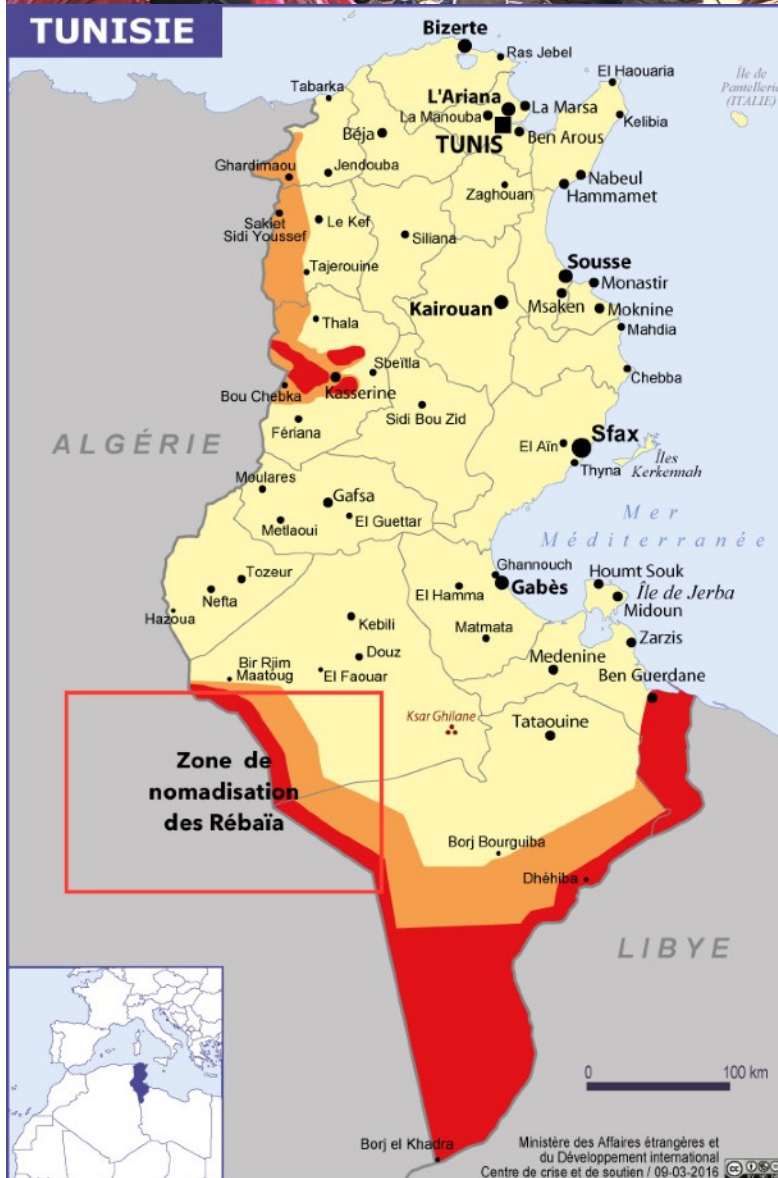 TUNISIE
Bizerte
Ras Jebel
El Haouaria
Île de
Pantellerie
(ITALIE)
Tabarka
L'Ariana
La Marsa
La Manouba
Kelibia
Béja
TUNIS
Ben Arous
Ghardimaou
Jendouba
Nabeul
Zaghouan
Hammamet
Sakiet
Sidi Youssef
Le Kef
Siliana
Sousse
Tajerouine
Monastir
Msaken
Kairouan
Moknine
Thala
Mahdia
Sbeïtla
Chebba
Bou Chebka
Kasserine
Sidi Bou Zid
Fériana
ALGÉRIE
El Aïn
Sfax
Îles
Kerkennah
Thyna
Moulares
Gafsa
El Guettar
Metlaoui
Mer
Méditerranée
Ghannouch
Houmt Souk
Tozeur
Gabès
Île de Jerba
El Hamma
Midoun
Nefta
Hazoua
Kebili
Matmata
Zarzis
Douz
Medenine
Bir Rjim
Maatoug
El Faouar
Ben Guerdane
Ksar Ghilane
Tataouine
Zone de
nomadisation
des Rébaïa
Borj Bourguiba
Dhéhiba
LIBYE
0 100 km
Borj el Khadra
Ministère des Affaires étrangères et
du Développement international
Centre de crise et de soutien / 09-03-2016